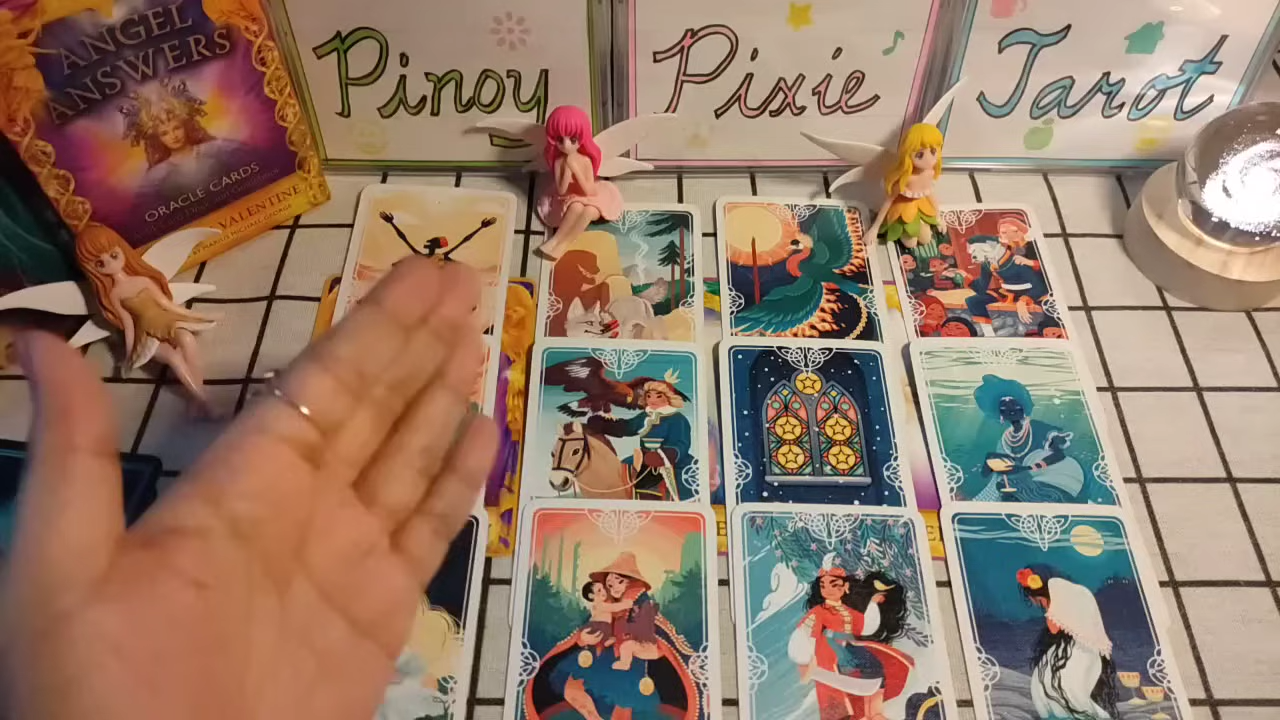 ANGEL
ANSWERS
ORACLE CARDS
VALENTINE
Pinoy
Pixie
Tarot